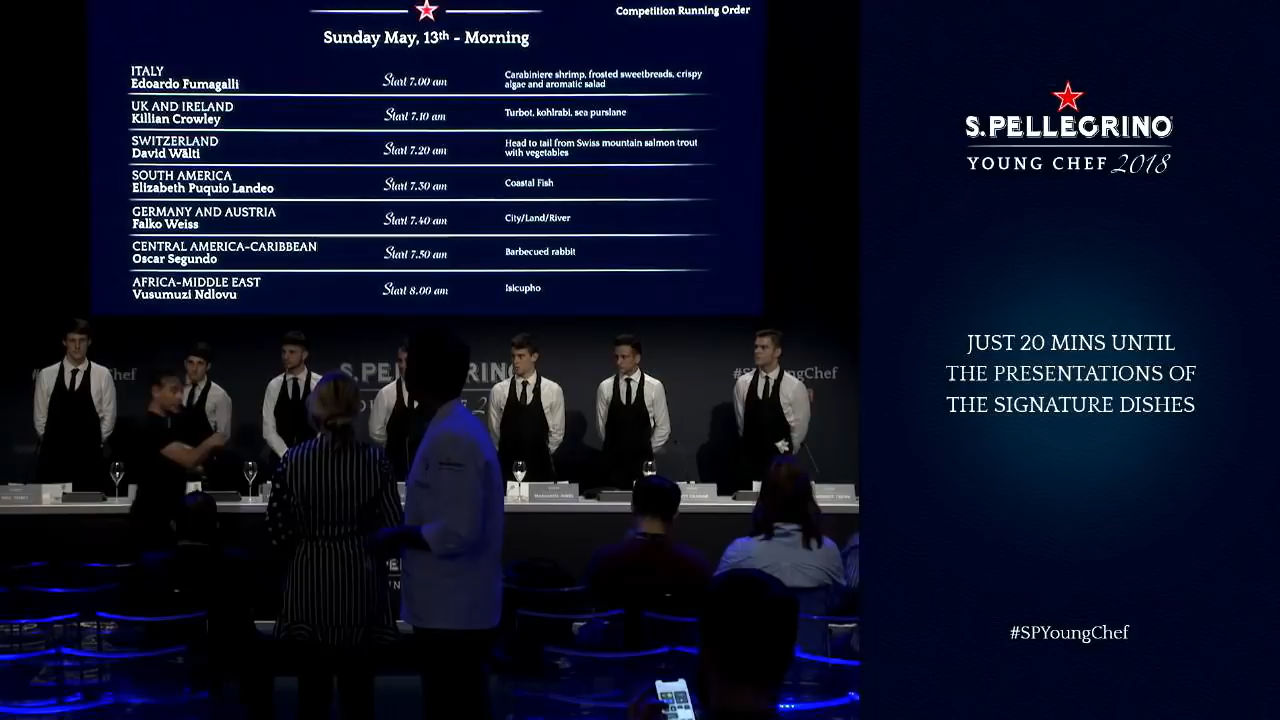 Competition Running Order
Sunday May, 13th - Morning
ITALY
Edoardo Fumagalli
Start 7.00 am
Carabiniere shrimp, frosted sweetbreads, crispy
algae and aromatic salad
UK AND IRELAND
Killian Crowley
Start 7.10 am
Turbot, kohlrabi, sea purslane
SWITZERLAND
David Wälti
Start 7.20 am
Head to tail from Swiss mountain salmon trout
with vegetables
SOUTH AMERICA
Elizabeth Puquio Landeo
Start 7.30 am
Coastal Fish
GERMANY AND AUSTRIA
Falko Weiss
Start 7.40 am
City/Land/River
CENTRAL AMERICA-CARIBBEAN
Oscar Segundo
Start 7.50 am
Barbecued rabbit
AFRICA-MIDDLE EAST
Vusumuzi Ndlovu
Start 8.00 am
Isicupho
S.PELLEGRINO
YOUNG CHEF 2018
JUST 20 MINS UNTIL
THE PRESENTATIONS OF
THE SIGNATURE DISHES
#SPYoungChef